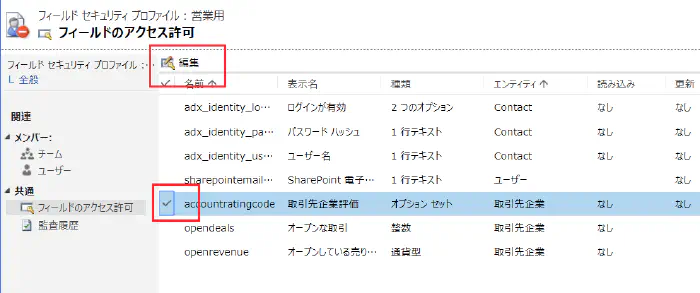 フィールド セキュリティ プロファイル : 営業用
フィールドのアクセス許可
フィールド セキュリティ プロファイル :
全般
関連
メンバー:
チーム
ユーザー
共通
フィールドのアクセス許可
監査履歴
編集
名前 ↑ 表示名 種類 エンティティ ↑ 読み込み 更新
adx_identity_lo… ログインが有効 2 つのオプション Contact なし なし
adx_identity_pa… パスワード ハッシュ 1 行テキスト Contact なし なし
adx_identity_us… ユーザー名 1 行テキスト Contact なし なし
sharepointemail… SharePoint 電子… 1 行テキスト ユーザー なし なし
accountratingcode 取引先企業評価 オプション セット 取引先企業 なし なし
opendeals オープンな取引 整数 取引先企業 なし なし
openrevenue オープンしている売り… 通貨型 取引先企業 なし なし